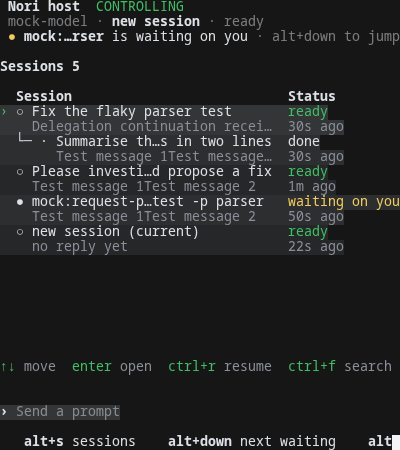 Nori host  CONTROLLING
mock-model · new session · ready
● mock:…rser is waiting on you · alt+down to jump
Sessions 5
Session  Status
› ○ Fix the flaky parser test  ready
Delegation continuation recei…  30s ago
└─ · Summarise th…s in two lines  done
Test message 1Test message…  30s ago
○ Please investi…d propose a fix  ready
Test message 1Test message 2  1m ago
● mock:request-p…test -p parser  waiting on you
Test message 1Test message 2  50s ago
○ new session (current)  ready
no reply yet  22s ago
↑↓ move  enter open  ctrl+r resume  ctrl+f search
› Send a prompt
alt+s sessions  alt+down next waiting  alt